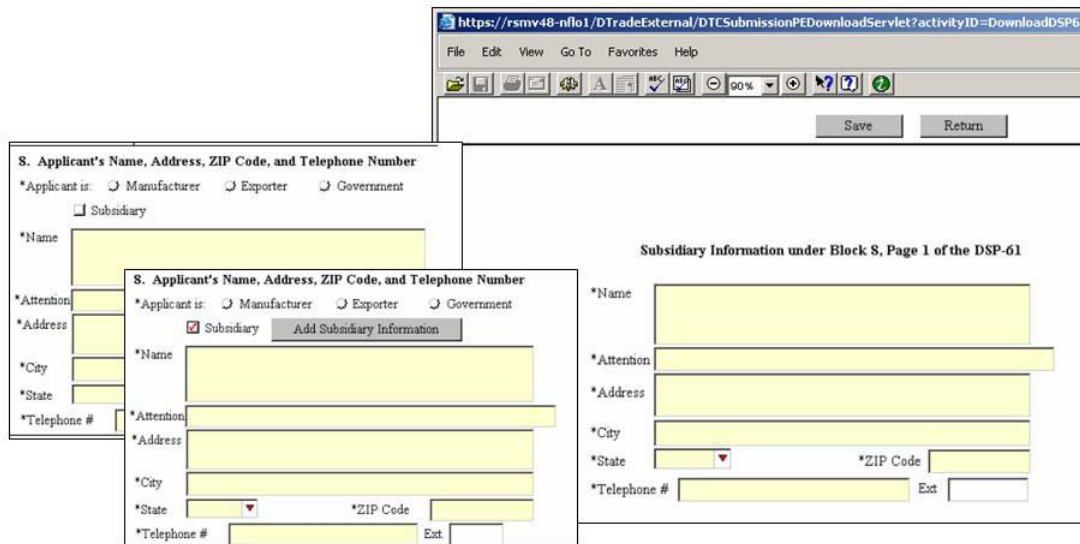 https://rsmv48-nflo1/DTradeExternal/DTCSubmissionPEDownloadServlet?activityID=DownloadDSP6
File Edit View Go To Favorites Help
90%
Save Return
8. Applicant's Name, Address, ZIP Code, and Telephone Number
*Applicant is: Manufacturer Exporter Government
Subsidiary
*Name
*Attention
*Address
*City
*State
*Telephone #
8. Applicant's Name, Address, ZIP Code, and Telephone Number
*Applicant is: Manufacturer Exporter Government
Subsidiary Add Subsidiary Information
*Name
*Attention
*Address
*City
*State *ZIP Code
*Telephone # Ext.
Subsidiary Information under Block 8, Page 1 of the DSP-61
*Name
*Attention
*Address
*City
*State *ZIP Code
*Telephone # Ext